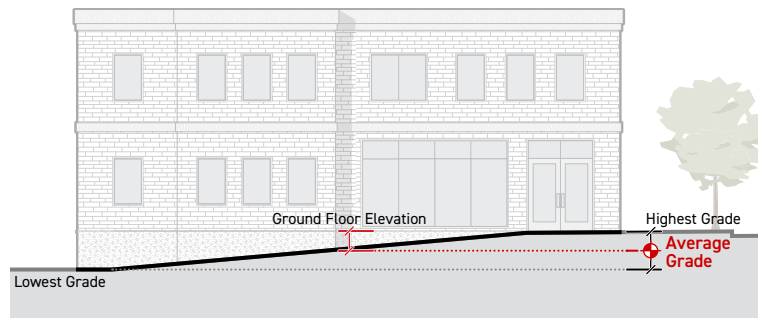 Ground Floor Elevation
Highest Grade
Average
Grade
Lowest Grade